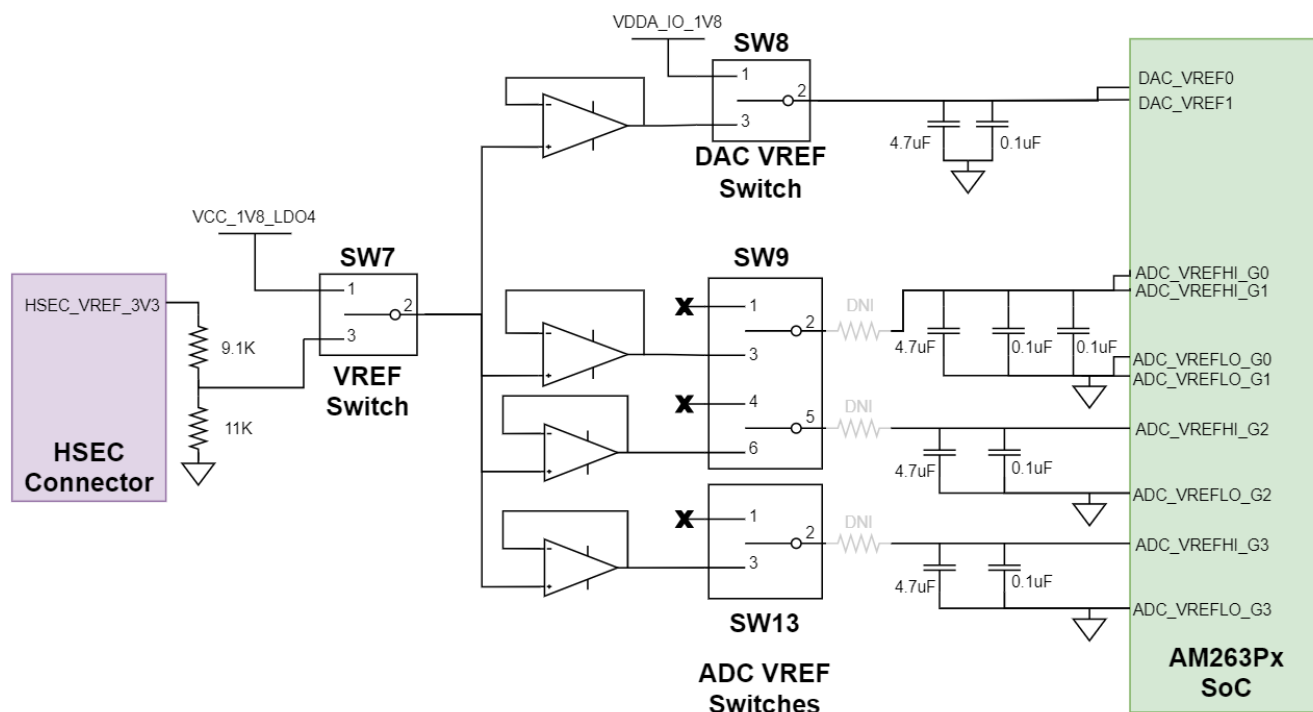 VDDA_IO_1V8
SW8
1
2
3
-
+
DAC VREF
Switch
4.7uF
0.1uF
DAC_VREF0
DAC_VREF1
VCC_1V8_LDO4
SW7
1
2
3
VREF
Switch
HSEC_VREF_3V3
9.1K
11K
HSEC
Connector
SW9
X
1
2
3
-
+
DNI
4.7uF
0.1uF
0.1uF
ADC_VREFHI_G0
ADC_VREFHI_G1
ADC_VREFLO_G0
ADC_VREFLO_G1
X
4
5
6
-
+
DNI
4.7uF
0.1uF
ADC_VREFHI_G2
ADC_VREFLO_G2
X
1
2
3
-
+
DNI
4.7uF
0.1uF
ADC_VREFHI_G3
ADC_VREFLO_G3
SW13
ADC VREF
Switches
AM263Px
SoC